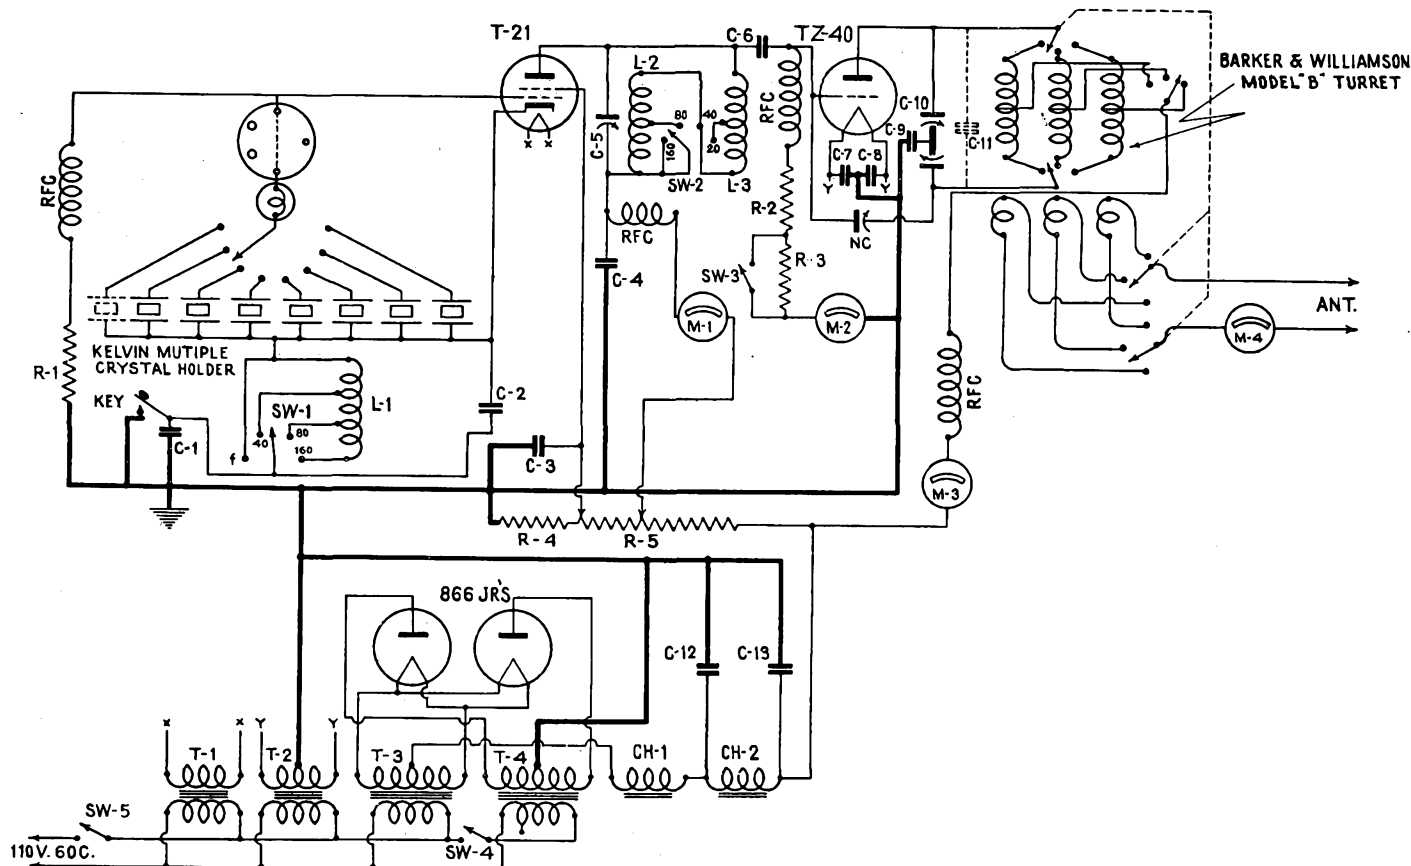 T-21
C-6
TZ-40
BARKER & WILLIAMSON
MODEL "B" TURRET
L-2
C-5
80
160
SW-2
40
20
L-3
RFC
C-10
C-9
C-11
C-7
C-8
X X
Y Y
RFC
R-2
NC
RFC
C-4
SW-3
R-3
M-1
M-2
ANT.
M-4
KELVIN MUTIPLE
CRYSTAL HOLDER
R-1
KEY
SW-1
L-1
C-2
RFC
C-1
40
80
f
160
C-3
M-3
R-4
R-5
866 JR'S
C-12
C-13
X X Y Y
T-1
T-2
T-3
T-4
CH-1
CH-2
SW-5
110V. 60C.
SW-4